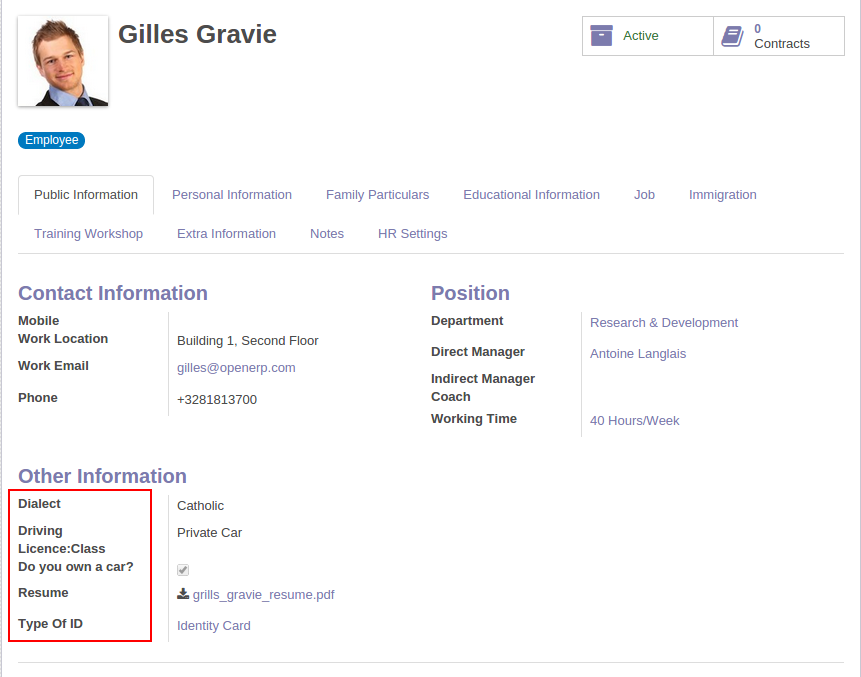 Gilles Gravie
Active
0
Contracts
Employee
Public Information Personal Information Family Particulars Educational Information Job Immigration
Training Workshop Extra Information Notes HR Settings
Contact Information
Mobile
Work Location Building 1, Second Floor
Work Email gilles@openerp.com
Phone +3281813700
Position
Department Research & Development
Direct Manager Antoine Langlais
Indirect Manager
Coach
Working Time 40 Hours/Week
Other Information
Dialect Catholic
Driving Private Car
Licence:Class
Do you own a car?
Resume grills_gravie_resume.pdf
Type Of ID Identity Card